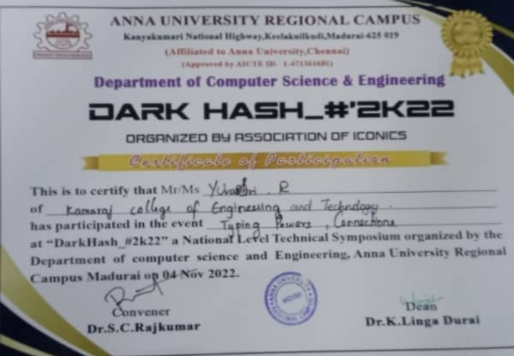 ANNA UNIVERSITY REGIONAL CAMPUS
Kanyakumari National Highway,Keelakuilkudi,Madurai-625 019
(Affiliated to Anna University,Chennai)
(Approved by AICTE ID- 1-471361681)
Department of Computer Science & Engineering
DARK HASH_#'2K22
ORGANIZED BY ASSOCIATION OF ICONICS
Certificate of Participation
This is to certify that Mr/Ms R
of Kamaraj college of Engineering and Technology.
has participated in the event Typing Powers, Connections
at “DarkHash_#2k22” a National Level Technical Symposium organized by the
Department of computer science and Engineering, Anna University Regional
Campus Madurai on 04 Nov 2022.
Convener
Dr.S.C.Rajkumar
Dean
Dr.K.Linga Durai